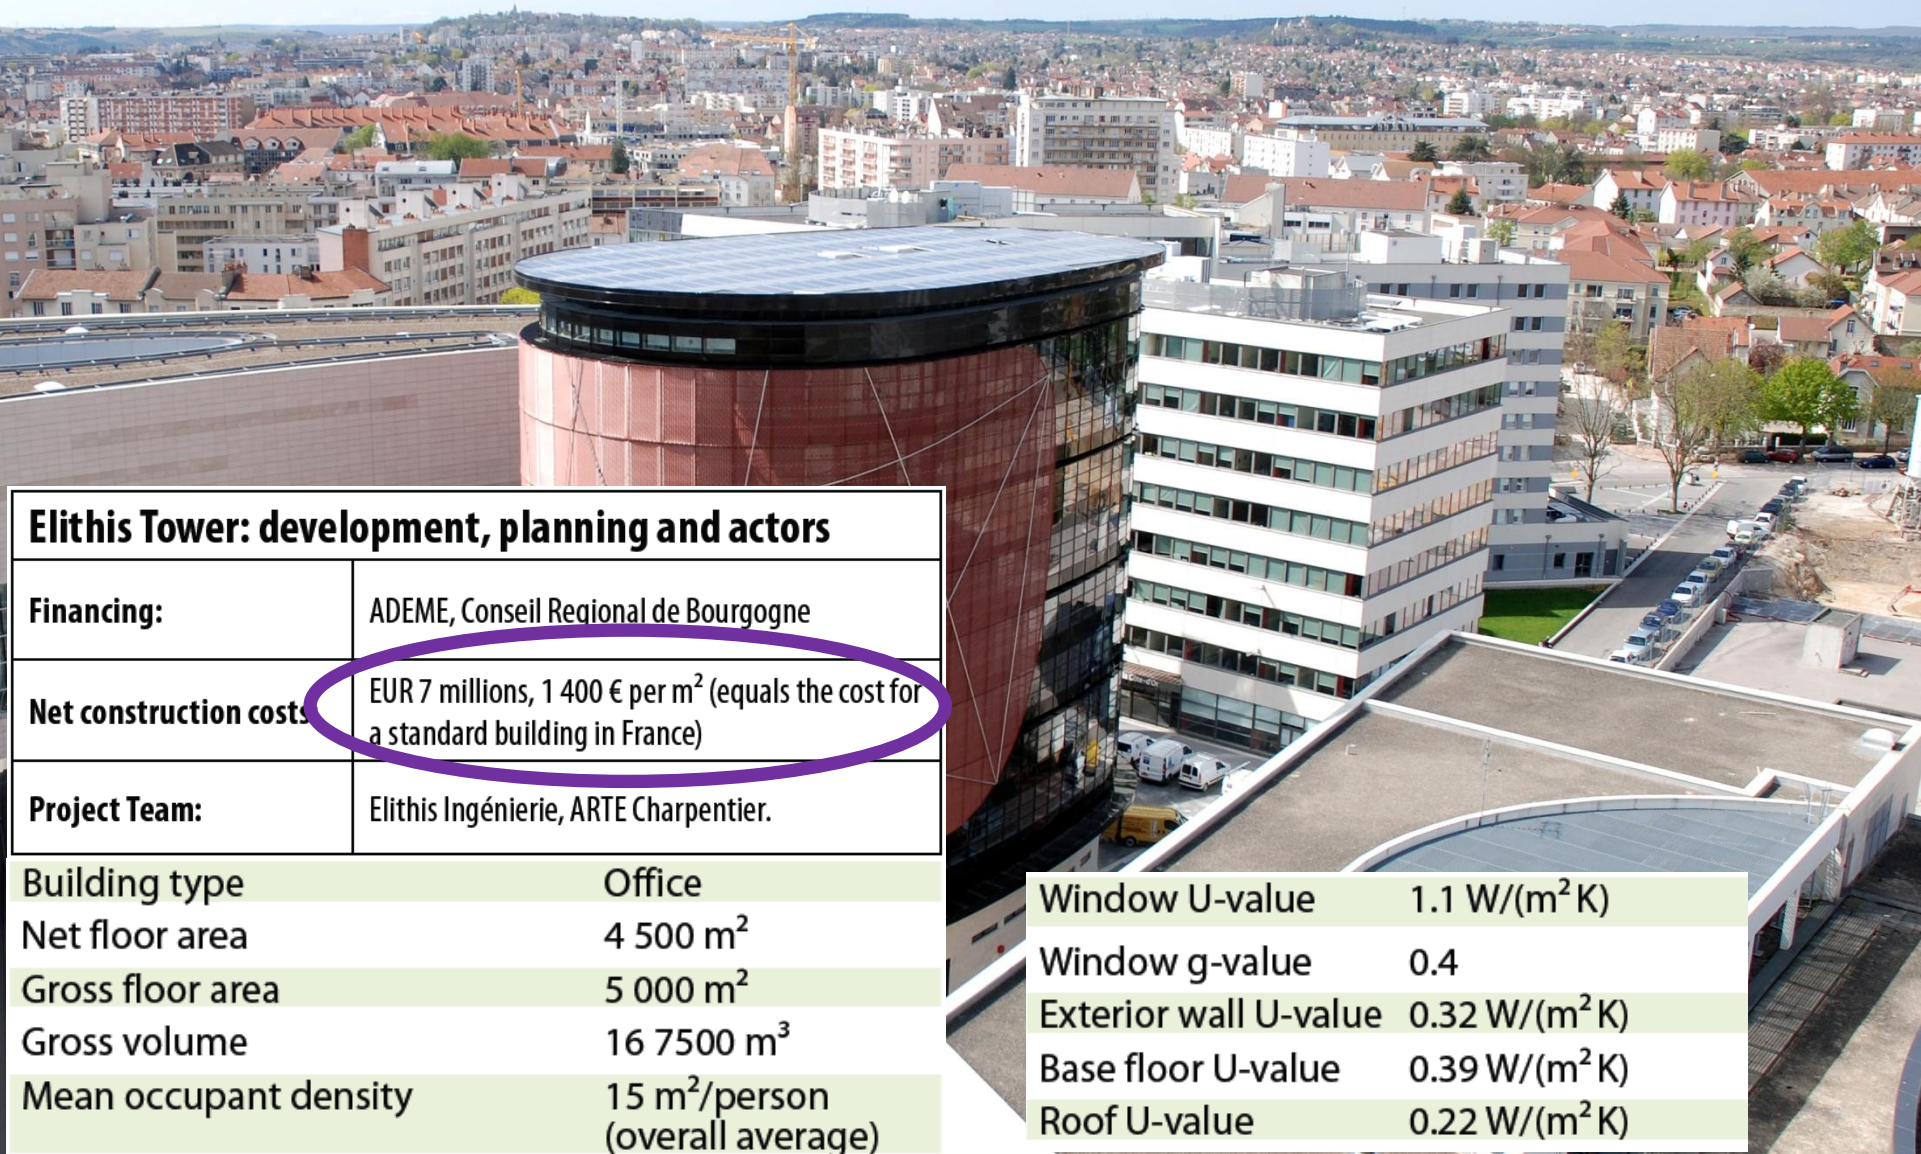 Elithis Tower: development, planning and actors
Financing: ADEME, Conseil Regional de Bourgogne
Net construction costs EUR 7 millions, 1 400 € per m² (equals the cost for
a standard building in France)
Project Team: Elithis Ingénierie, ARTE Charpentier.
Building type Office
Net floor area 4 500 m²
Gross floor area 5 000 m²
Gross volume 16 7500 m³
Mean occupant density 15 m²/person
(overall average)
Window U-value 1.1 W/(m² K)
Window g-value 0.4
Exterior wall U-value 0.32 W/(m² K)
Base floor U-value 0.39 W/(m² K)
Roof U-value 0.22 W/(m² K)